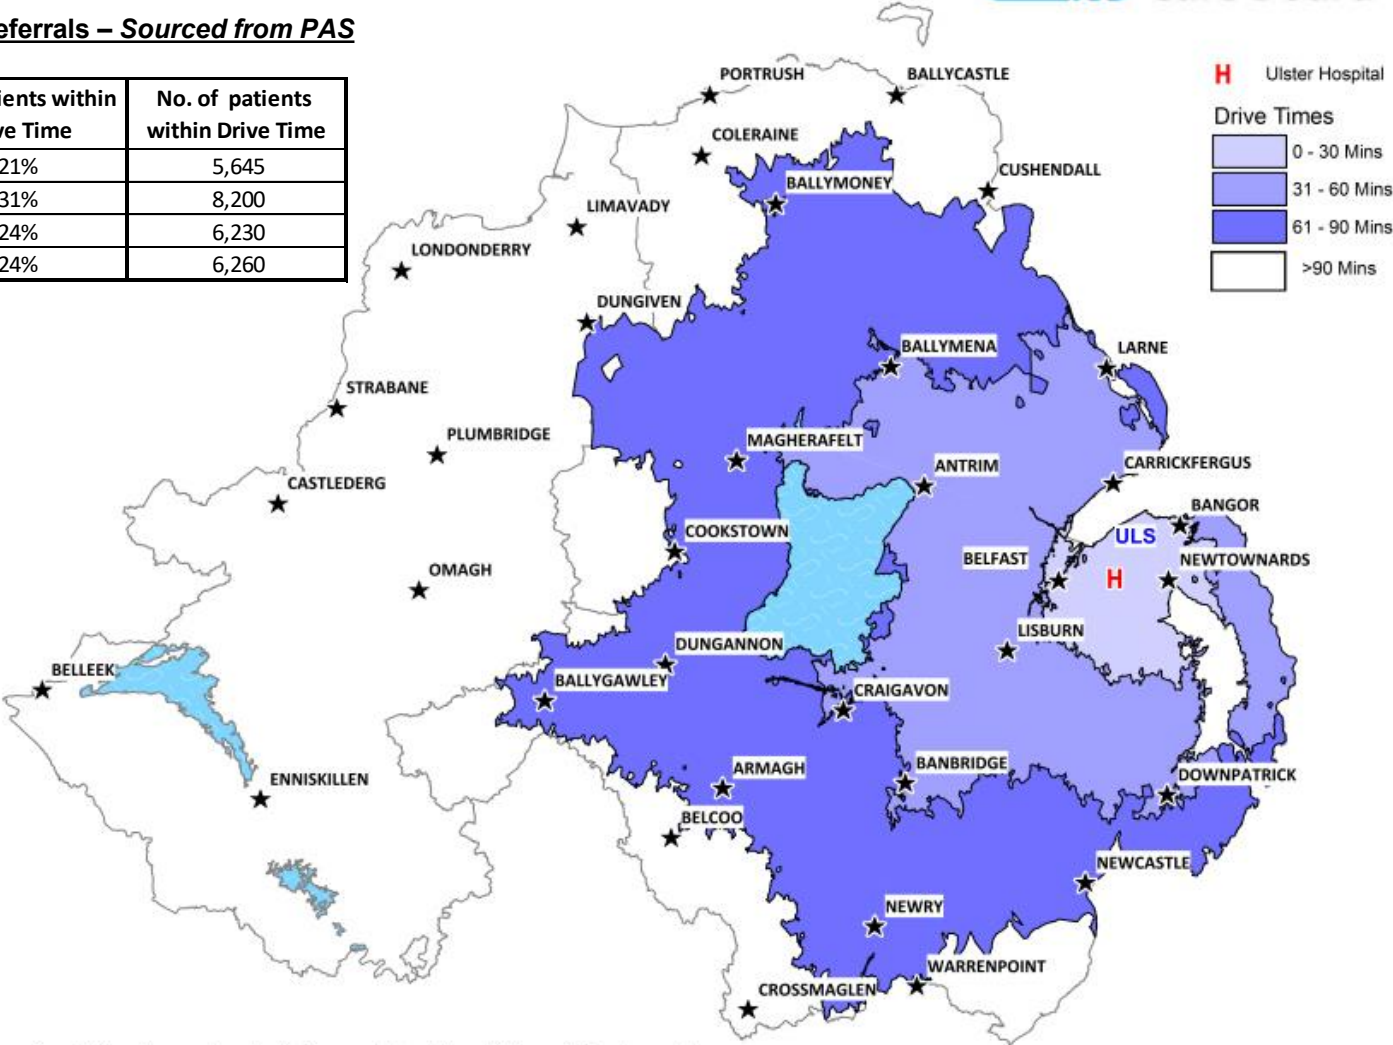 eferrals – Sourced from PAS
ients within
ve Time
No. of patients
within Drive Time
21%
5,645
31%
8,200
24%
6,230
24%
6,260
H Ulster Hospital
Drive Times
0 - 30 Mins
31 - 60 Mins
61 - 90 Mins
>90 Mins
PORTRUSH
BALLYCASTLE
COLERAINE
CUSHENDALL
BALLYMONEY
LIMAVADY
LONDONDERRY
DUNGIVEN
BALLYMENA
LARNE
STRABANE
PLUMBRIDGE
MAGHERAFELT
ANTRIM
CARRICKFERGUS
CASTLEDERG
BANGOR
COOKSTOWN
ULS
BELFAST
NEWTOWNARDS
OMAGH
H
LISBURN
DUNGANNON
BELLEEK
BALLYGAWLEY
CRAIGAVON
ARMAGH
BANBRIDGE
DOWNPATRICK
ENNISKILLEN
BELCOO
NEWCASTLE
NEWRY
WARRENPOINT
CROSSMAGLEN